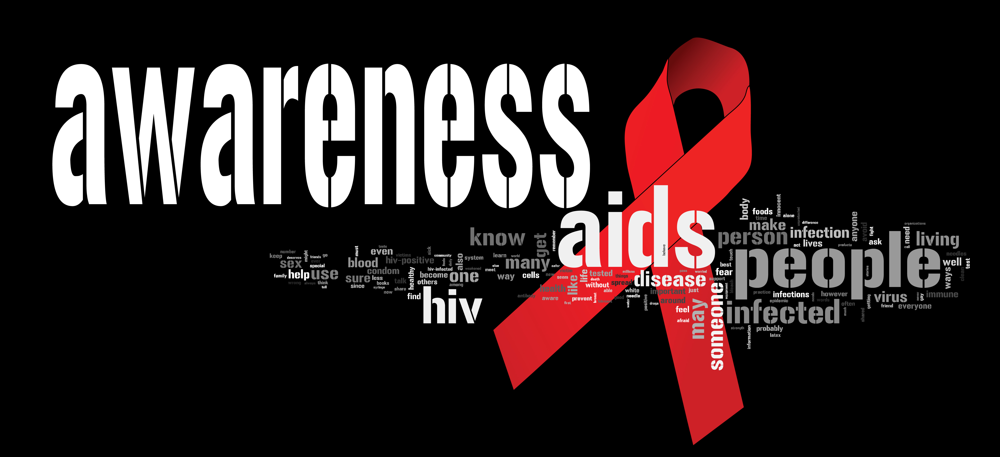 awareness
aids
body
foods
innocent
alone
unprotected
time
make
difference
anyone
avoid
fight
organizations
know
get
remember
person
infection
need
living
act
lives
products
ask
call
people
number
might
must
tests
even
sick
keep
deserves
friends
go
victims
community
also
system
learn
world
behave
touch
needles
sex
ever
special
blood
hiv-positive
feels
daily
weakened
else
meet
many
safer
best
well
test
family
help
use
condom
hiv-infected
victim
millions
pass
worried
fear
stories
ways
clean
wrong
always
think
tell
sure
less
books
since
syringe
talk
now
share
healthy
become
others
one
among
way
cells
new
seem
like
life
tested
death
without
things
spread
disease
support
find
hiv
antibody
health
aware
first
prevent
breast
lubricant
able
good
white
needle
water
positive
important
just
drugs
around
feel
afraid
may
someone
equipment
bleach
practice
infections
epidemic
needs
words
however
often
much
shared
getting
virus
friend
never
gay
immune
everyone
infected
strength
information
probably
latex